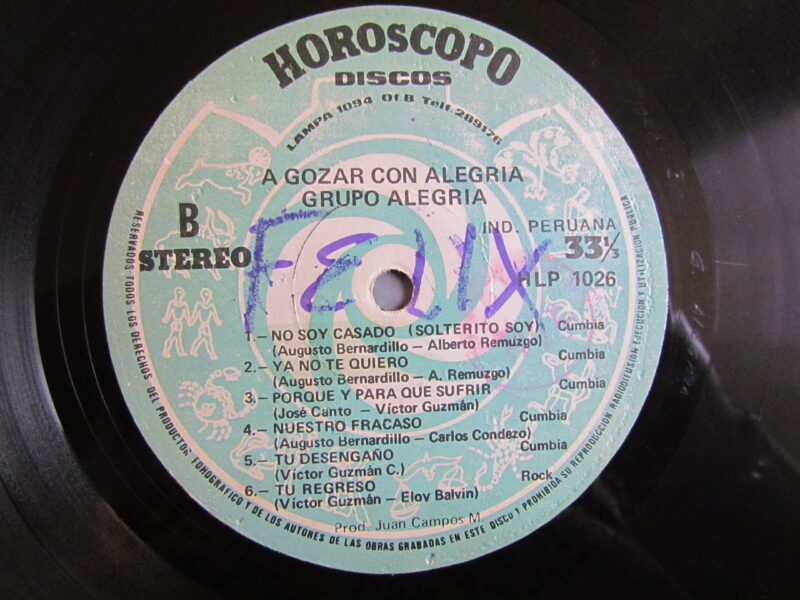 HOROSCOPO
DISCOS
LAMPA 1094 Of B Telf-289176
A GOZAR CON ALEGRIA
GRUPO ALEGRIA
B
STEREO
FELIX
IND. PERUANA
33⅓
HLP 1026
1.– NO SOY CASADO (SOLTERITO SOY) Cumbia
(Augusto Bernardillo – Alberto Remuzgo)
2.– YA NO TE QUIERO Cumbia
(Augusto Bernardillo – A. Remuzgo)
3.– PORQUE Y PARA QUE SUFRIR Cumbia
(José Canto – Víctor Guzmán)
4.– NUESTRO FRACASO Cumbia
(Augusto Bernardillo – Carlos Condezo)
5.– TU DESENGAÑO Cumbia
(Víctor Guzmán C.)
6.– TU REGRESO Rock
(Víctor Guzmán – Eloy Balvin)
Prod. Juan Campos M.
RESERVADOS TODOS LOS DERECHOS DEL PRODUCTOR FONOGRAFICO Y DE LOS AUTORES DE LAS OBRAS GRABADAS EN ESTE DISCO Y PROHIBIDA SU REPRODUCCION RADIODIFUSION EJECUCION Y UTILIZACION PUBLICA